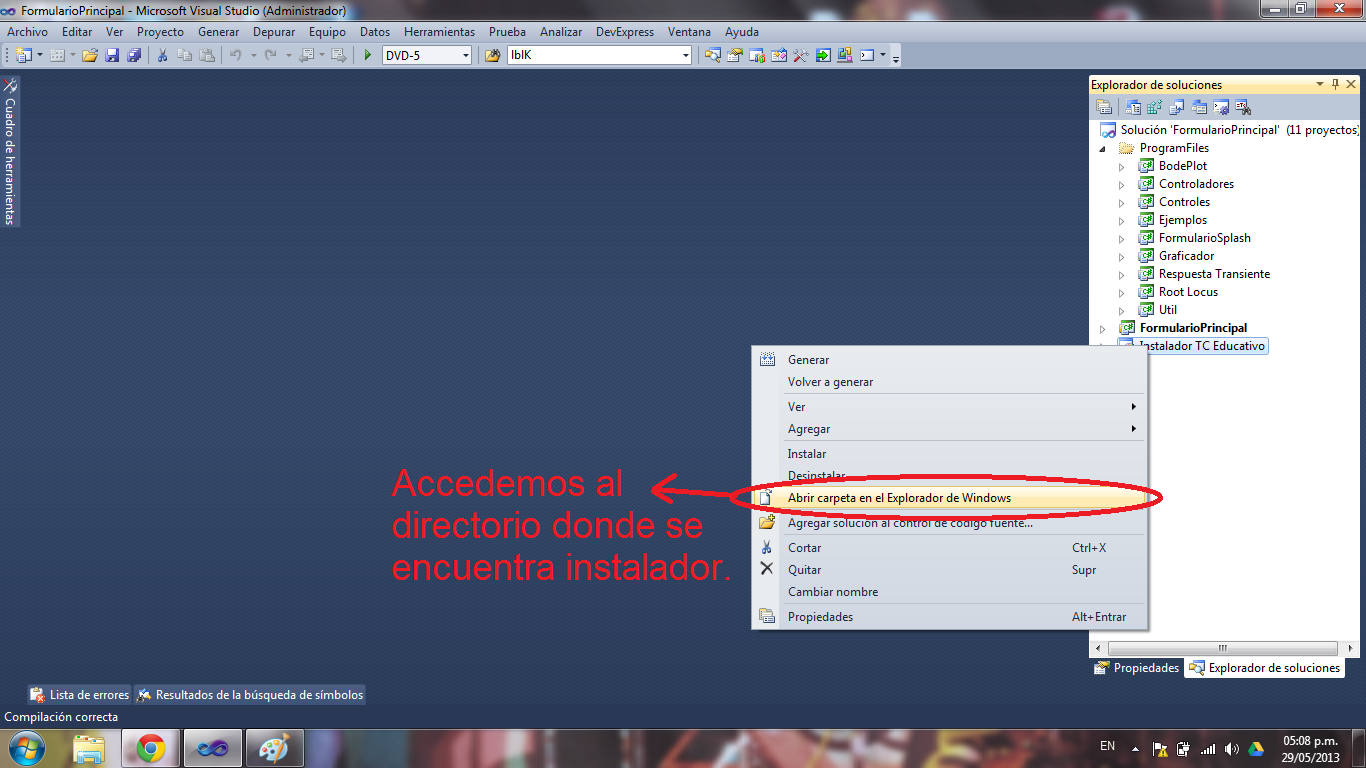 FormularioPrincipal - Microsoft Visual Studio (Administrador)
Archivo Editar Ver Proyecto Generar Depurar Equipo Datos Herramientas Prueba Analizar DevExpress Ventana Ayuda
DVD-5 lblK
Cuadro de herramientas
Explorador de soluciones
Solución 'FormularioPrincipal' (11 proyectos)
ProgramFiles
BodePlot
Controladores
Controles
Ejemplos
FormularioSplash
Graficador
Respuesta Transiente
Root Locus
Util
FormularioPrincipal
Instalador TC Educativo
Generar
Volver a generar
Ver
Agregar
Instalar
Desinstalar
Abrir carpeta en el Explorador de Windows
Agregar solución al control de código fuente...
Cortar Ctrl+X
Quitar Supr
Cambiar nombre
Propiedades Alt+Entrar
Accedemos al
directorio donde se
encuentra instalador.
Propiedades Explorador de soluciones
Lista de errores Resultados de la búsqueda de símbolos
Compilación correcta
EN
05:08 p.m.
29/05/2013